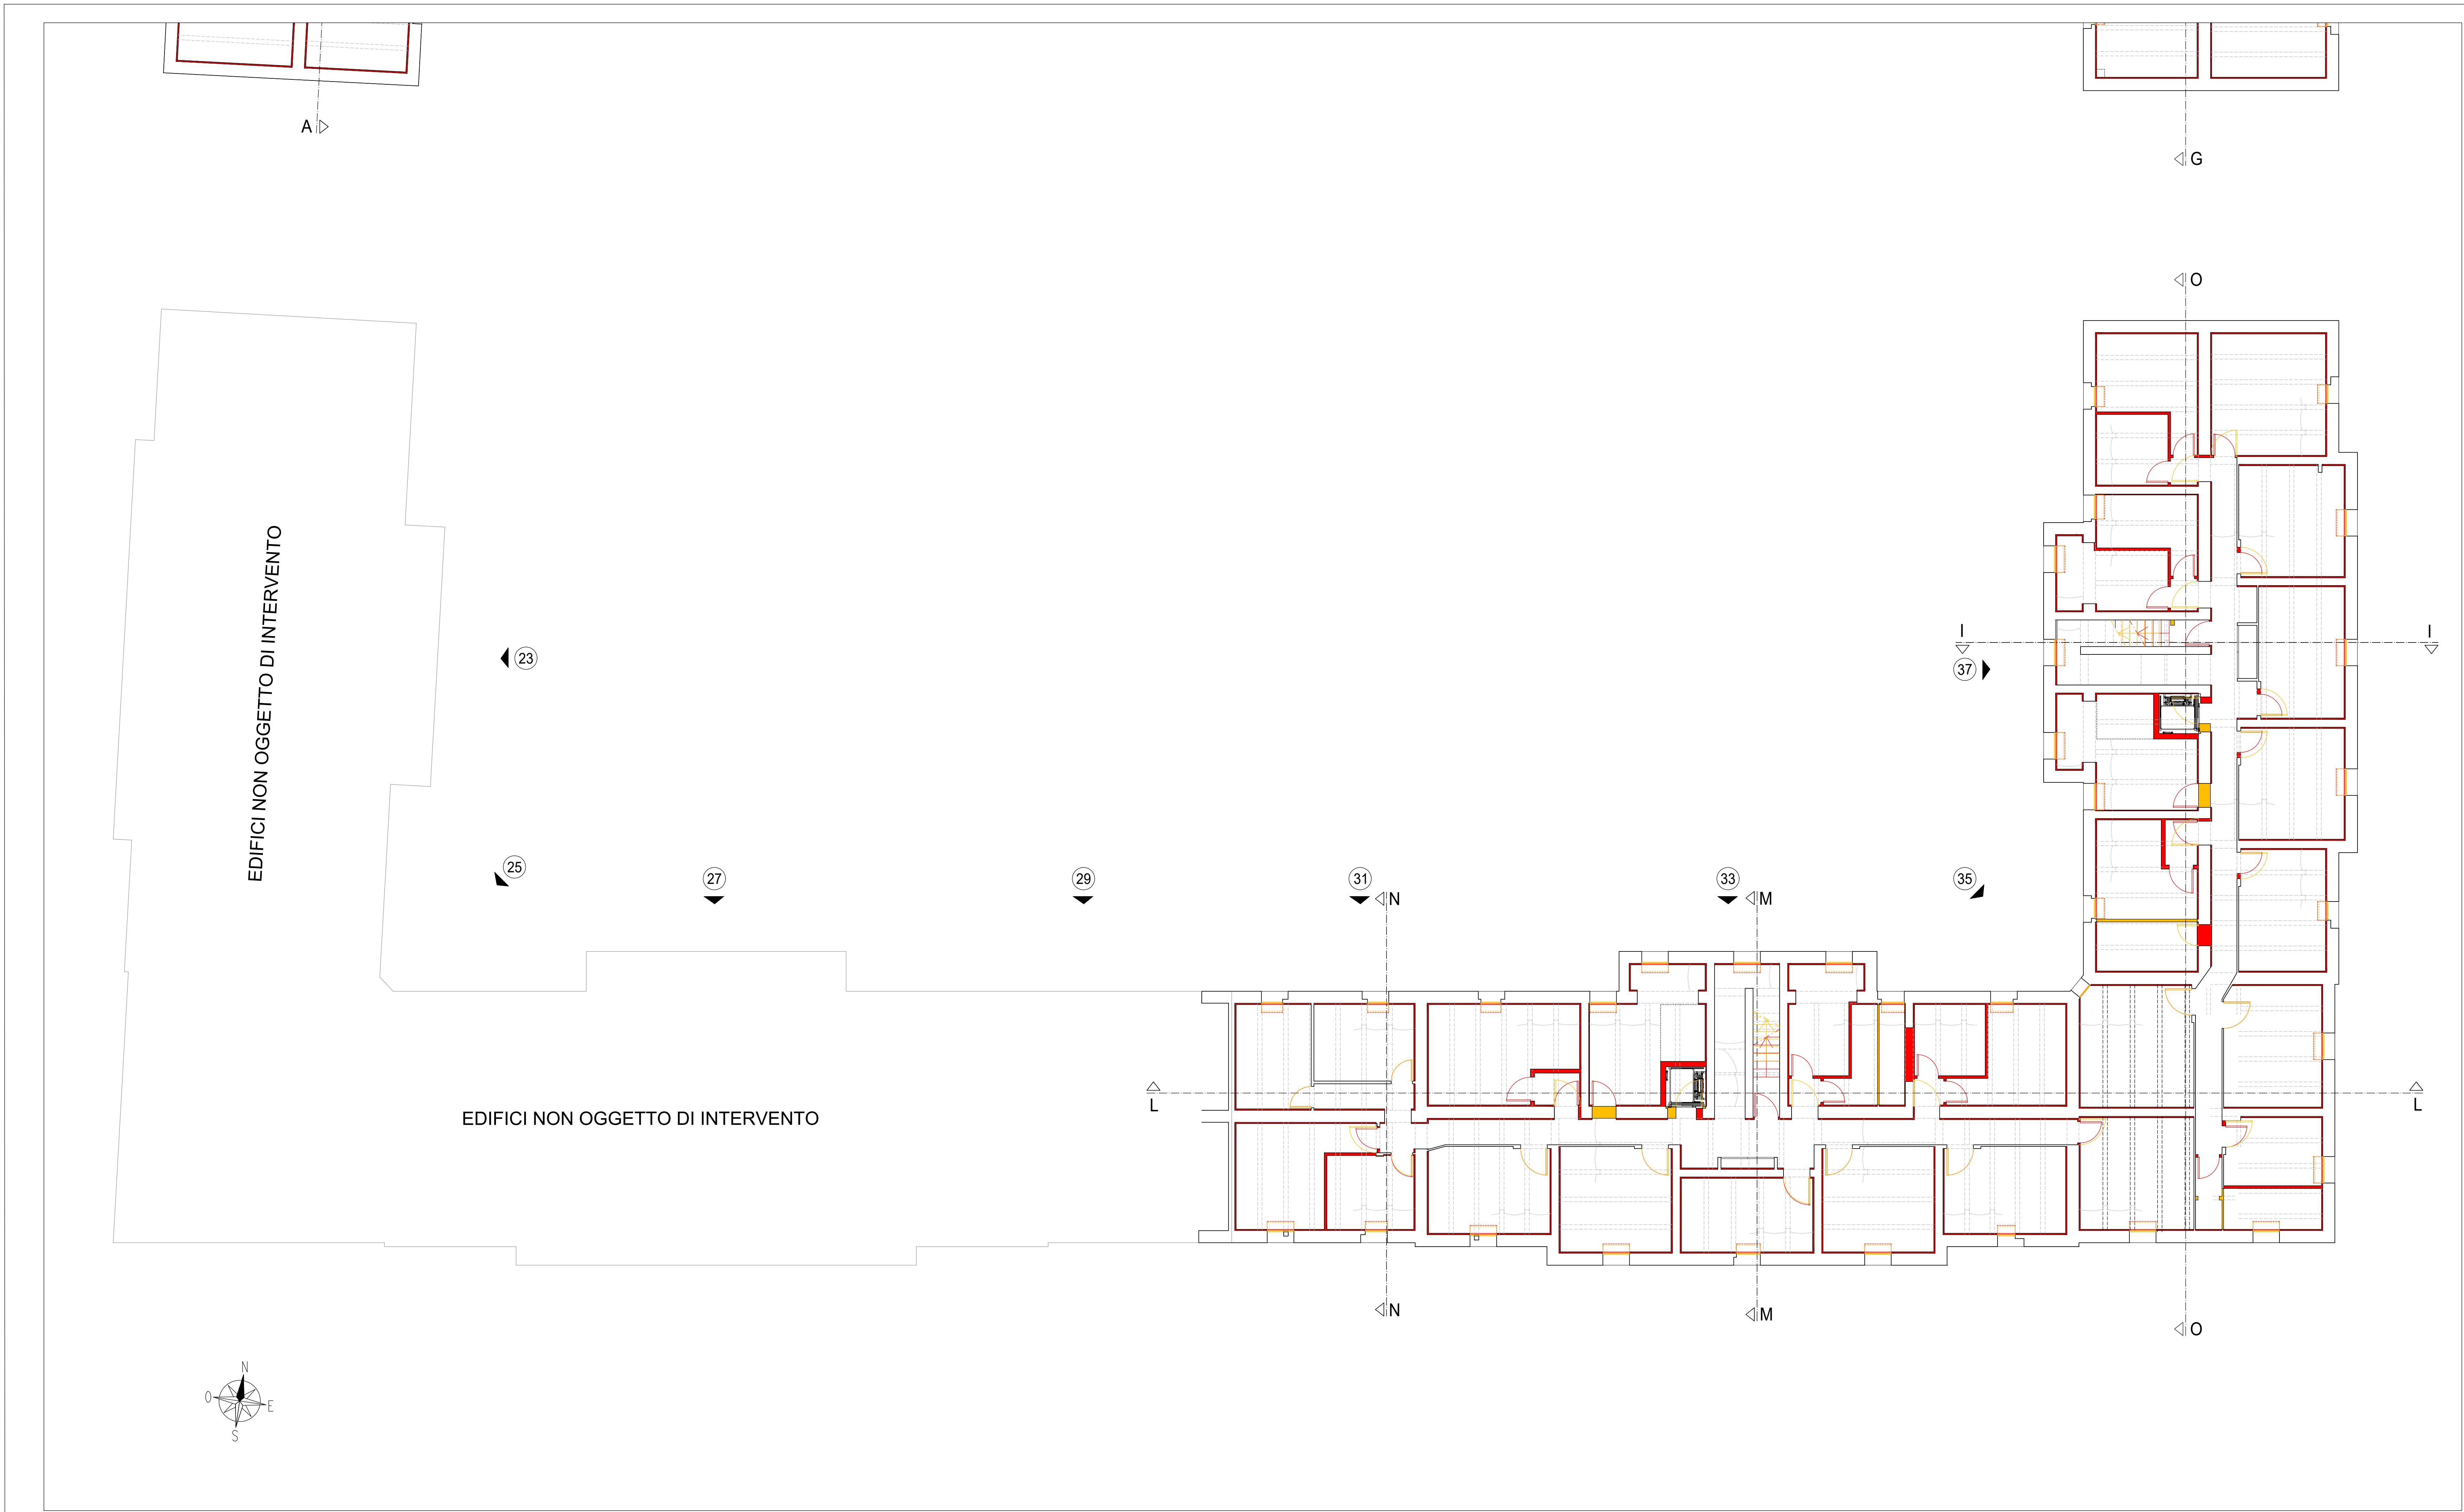 A
G
O
EDIFICI NON OGGETTO DI INTERVENTO
23
I
I
37
25
27
29
31
33
35
N
M
L
L
EDIFICI NON OGGETTO DI INTERVENTO
N
M
O
N
O
E
S